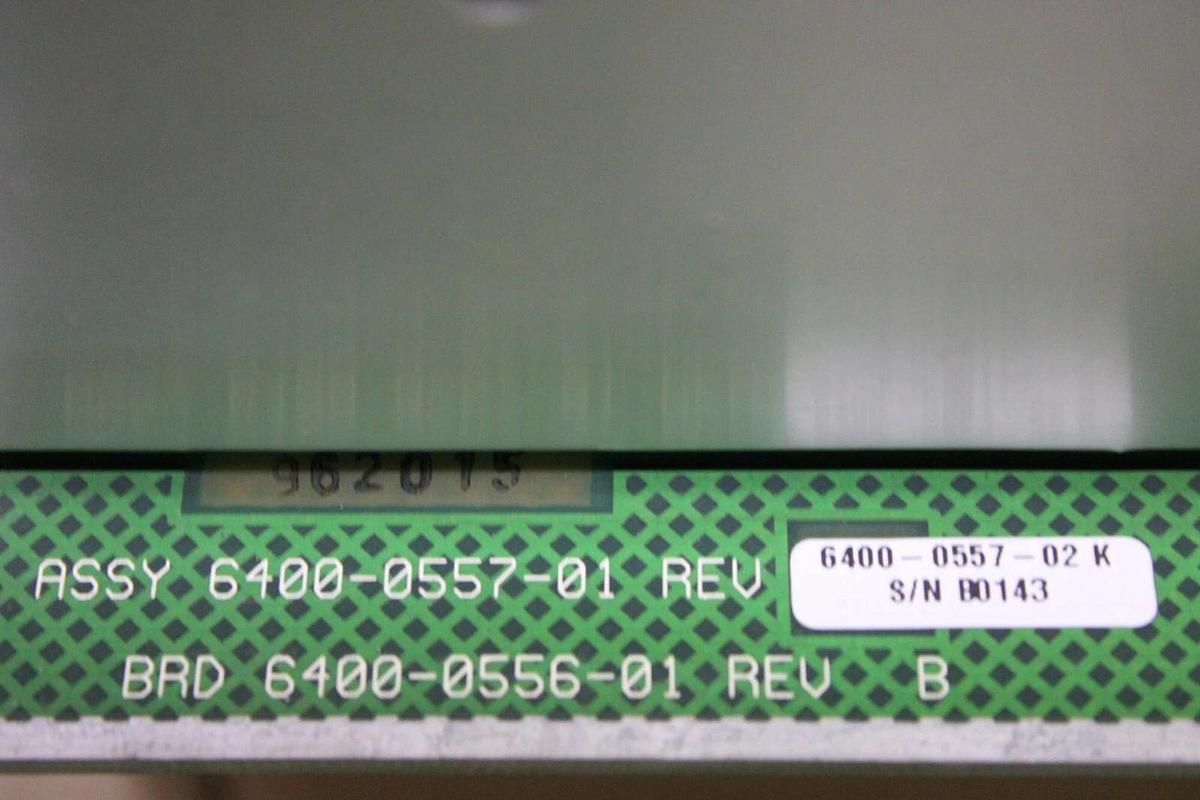 962015
ASSY 6400-0557-01 REV
6400-0557-02 K
S/N B0143
BRD 6400-0556-01 REV B